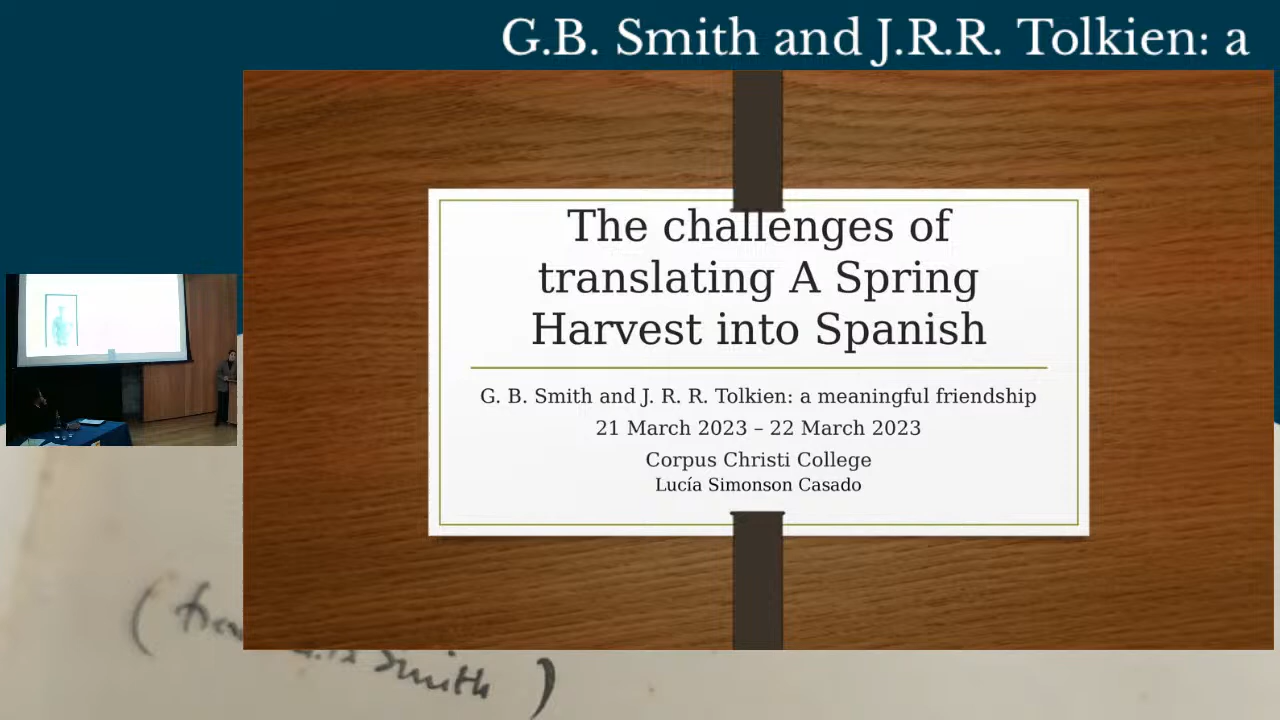 G.B. Smith and J.R.R. Tolkien: a
The challenges of
translating A Spring
Harvest into Spanish
G. B. Smith and J. R. R. Tolkien: a meaningful friendship
21 March 2023 – 22 March 2023
Corpus Christi College
Lucía Simonson Casado
(
Smith )